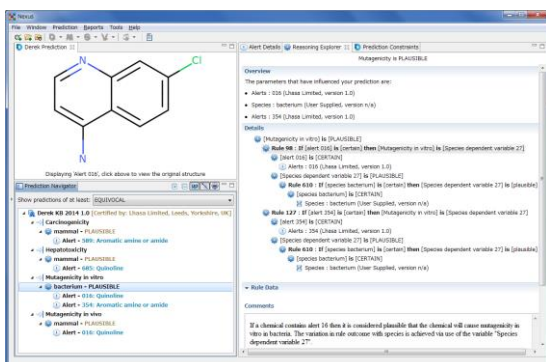 Nexus
File Window Prediction Reports Tools Help
Derek Prediction
N
Cl
N
Displaying 'Alert 016', click above to view the original structure
Prediction Navigator
Show predictions of at least: EQUIVOCAL
Derek KB 2014 1.0 [Certified by: Lhasa Limited, Leeds, Yorkshire, UK]
Carcinogenicity
mammal - PLAUSIBLE
Alert - 589: Aromatic amine or amide
Hepatotoxicity
mammal - PLAUSIBLE
Alert - 605: Quinoline
Mutagenicity in vitro
bacterium - PLAUSIBLE
Alert - 016: Quinoline
Alert - 354: Aromatic amine or amide
Mutagenicity in vivo
mammal - PLAUSIBLE
Alert - 016: Quinoline
Alert Details Reasoning Explorer Prediction Constraints
Mutagenicity is PLAUSIBLE
Overview
The parameters that have influenced your prediction are:
• Alerts : 016 (Lhasa Limited, version 1.0)
• Species : bacterium (User Supplied, version n/a)
• Alerts : 354 (Lhasa Limited, version 1.0)
Details
[Mutagenicity in vitro] is [PLAUSIBLE]
Rule 98 : If [alert 016] is [certain] then [Mutagenicity in vitro] is [Species dependent variable 27]
[alert 016] is [CERTAIN]
Alerts : 016 (Lhasa Limited, version 1.0)
[Species dependent variable 27] is [PLAUSIBLE]
Rule 610 : If [species bacterium] is [certain] then [Species dependent variable 27] is [plausible]
[species bacterium] is [CERTAIN]
Species : bacterium (User Supplied, version n/a)
Rule 127 : If [alert 354] is [certain] then [Mutagenicity in vitro] is [Species dependent variable 27]
[alert 354] is [CERTAIN]
Alerts : 354 (Lhasa Limited, version 1.0)
[Species dependent variable 27] is [PLAUSIBLE]
Rule 610 : If [species bacterium] is [certain] then [Species dependent variable 27] is [plausible]
[species bacterium] is [CERTAIN]
Species : bacterium (User Supplied, version n/a)
Rule Data
Comments
If a chemical contains alert 16 then it is considered plausible that the chemical will cause mutagenicity in
vitro in bacteria. The variation in rule outcome with species is achieved via use of the variable "Species
dependent variable 27".